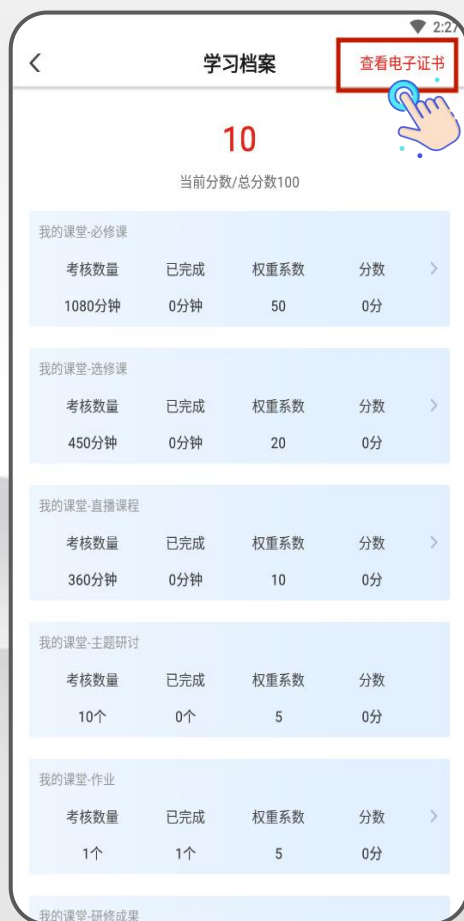 2:27
学习档案 查看电子证书
10
当前分数/总分数100
我的课堂-必修课
考核数量 已完成 权重系数 分数
1080分钟 0分钟 50 0分
我的课堂-选修课
考核数量 已完成 权重系数 分数
450分钟 0分钟 20 0分
我的课堂-直播课程
考核数量 已完成 权重系数 分数
360分钟 0分钟 10 0分
我的课堂-主题研讨
考核数量 已完成 权重系数 分数
10个 0个 5 0分
我的课堂-作业
考核数量 已完成 权重系数 分数
1个 1个 5 0分
我的课堂-研修成果